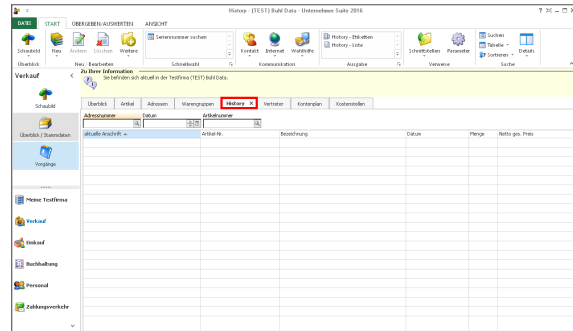 History - (TEST) Buhl Data - Unternehmer Suite 2016
DATEI START ÜBERGEBEN/AUSWERTEN ANSICHT
Schaubild Neu Ändern Löschen Weitere
Seriennummer suchen
Kontakt Internet Wahlhilfe
History - Etiketten
History - Liste
Schnittstellen Parameter
Suchen
Tabelle
Sortieren
Details
Überblick Neu / Bearbeiten Schnellwahl Kommunikation Ausgabe Verweise Suche
Verkauf
Zu Ihrer Information
Sie befinden sich aktuell in der Testfirma (TEST) Buhl Data.
Schaubild
Überblick / Stammdaten
Vorgänge
Überblick Artikel Adressen Warengruppen History Vertreter Kontenplan Kostenstellen
Adressnummer Datum Artikelnummer
aktuelle Anschrift Artikel-Nr. Bezeichnung Datum Menge Netto ges. Preis
Meine Testfirma
Verkauf
Einkauf
Buchhaltung
Personal
Zahlungsverkehr